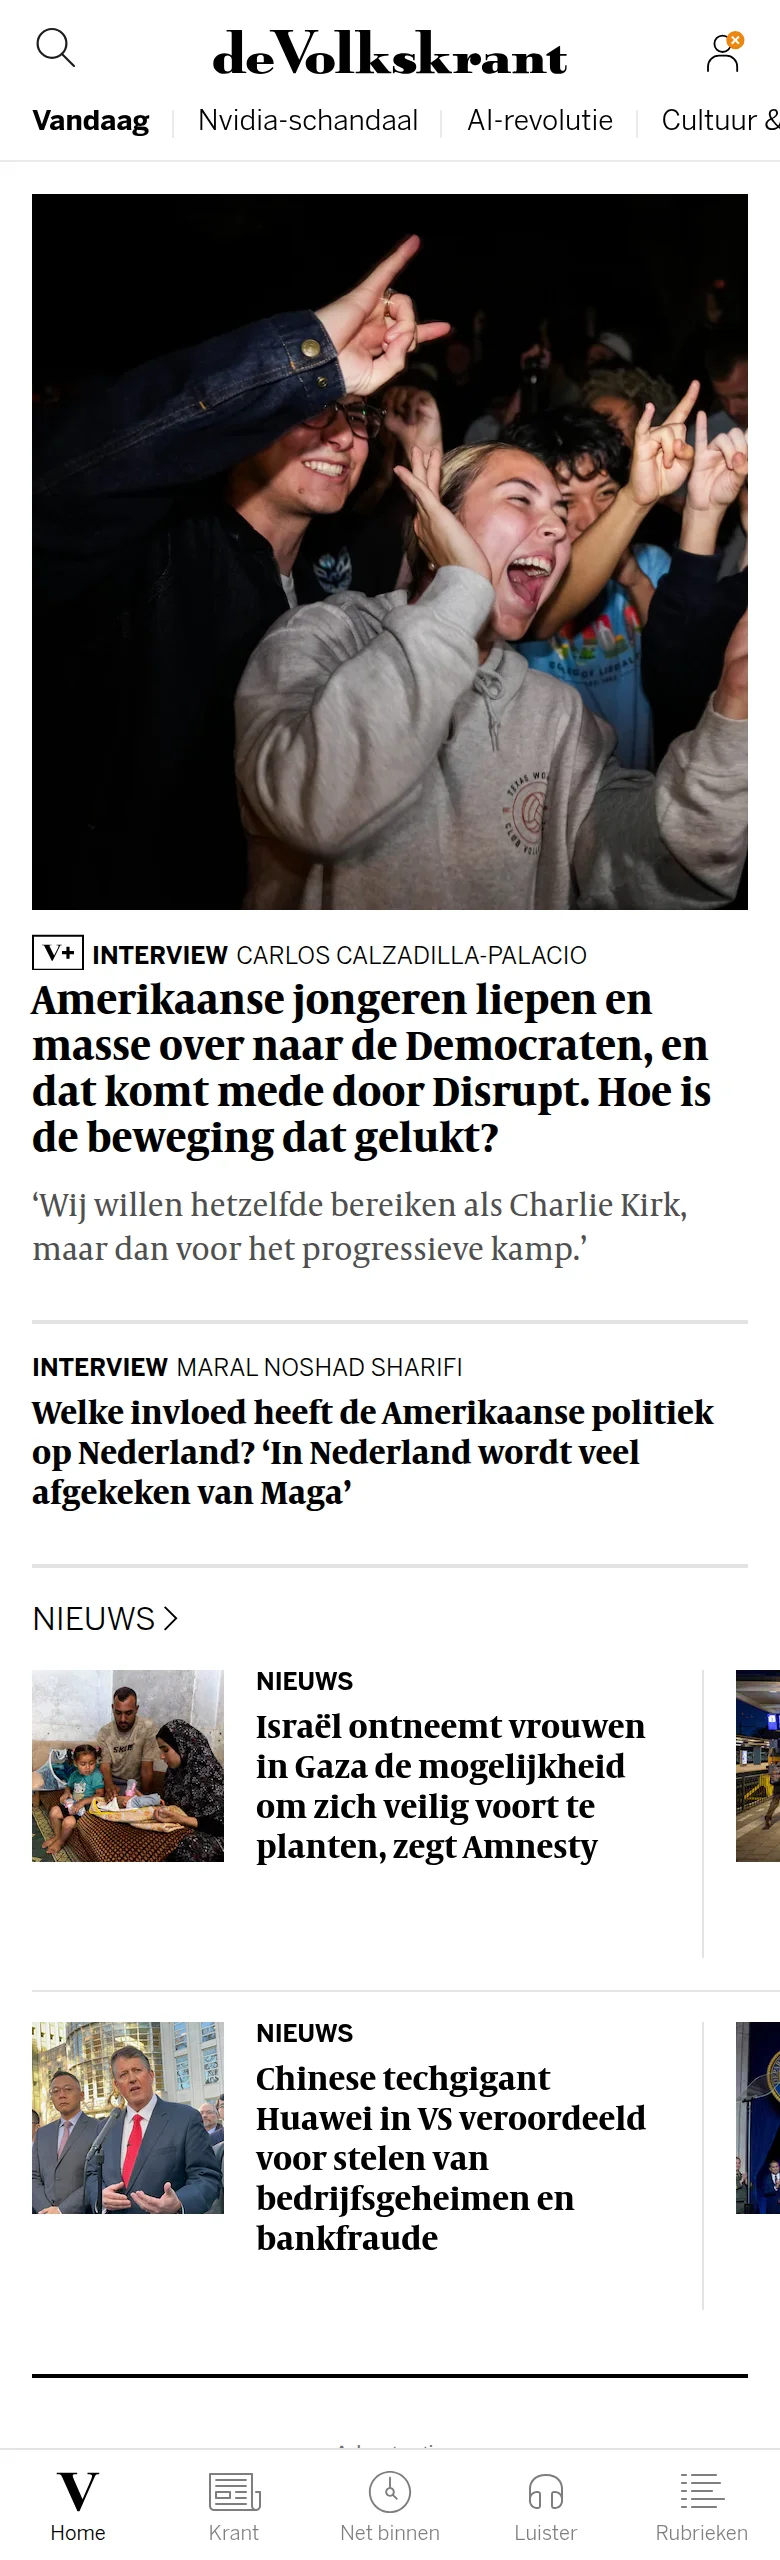 deVolkskrant
Vandaag Nvidia-schandaal AI-revolutie Cultuur &
TEXAS WO
V+ INTERVIEW CARLOS CALZADILLA-PALACIO
Amerikaanse jongeren liepen en
masse over naar de Democraten, en
dat komt mede door Disrupt. Hoe is
de beweging dat gelukt?
‘Wij willen hetzelfde bereiken als Charlie Kirk,
maar dan voor het progressieve kamp.’
INTERVIEW MARAL NOSHAD SHARIFI
Welke invloed heeft de Amerikaanse politiek
op Nederland? ‘In Nederland wordt veel
afgekeken van Maga’
NIEUWS
NIEUWS
Israël ontneemt vrouwen
in Gaza de mogelijkheid
om zich veilig voort te
planten, zegt Amnesty
NIEUWS
Chinese techgigant
Huawei in VS veroordeeld
voor stelen van
bedrijfsgeheimen en
bankfraude
V
Home Krant Net binnen Luister Rubrieken